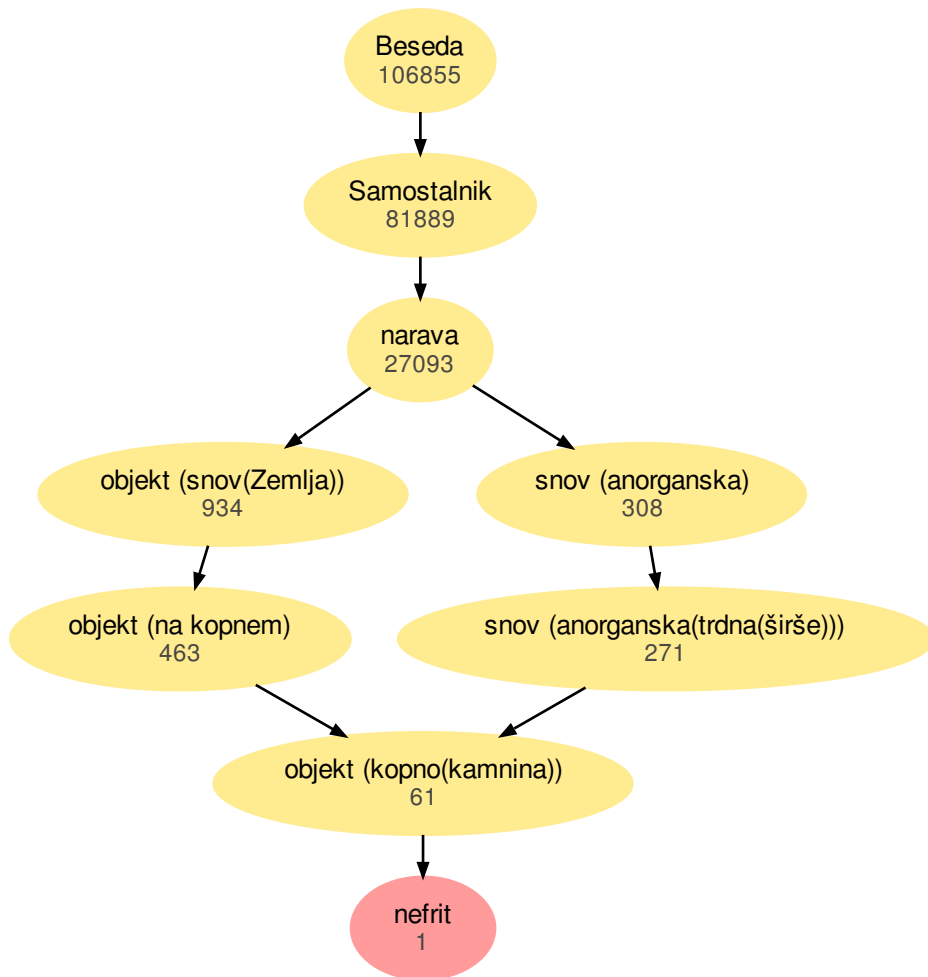 Beseda
106855
Samostalnik
81889
narava
27093
objekt (snov(Zemlja))
934
snov (anorganska)
308
objekt (na kopnem)
463
snov (anorganska(trdna(širše)))
271
objekt (kopno(kamnina))
61
nefrit
1